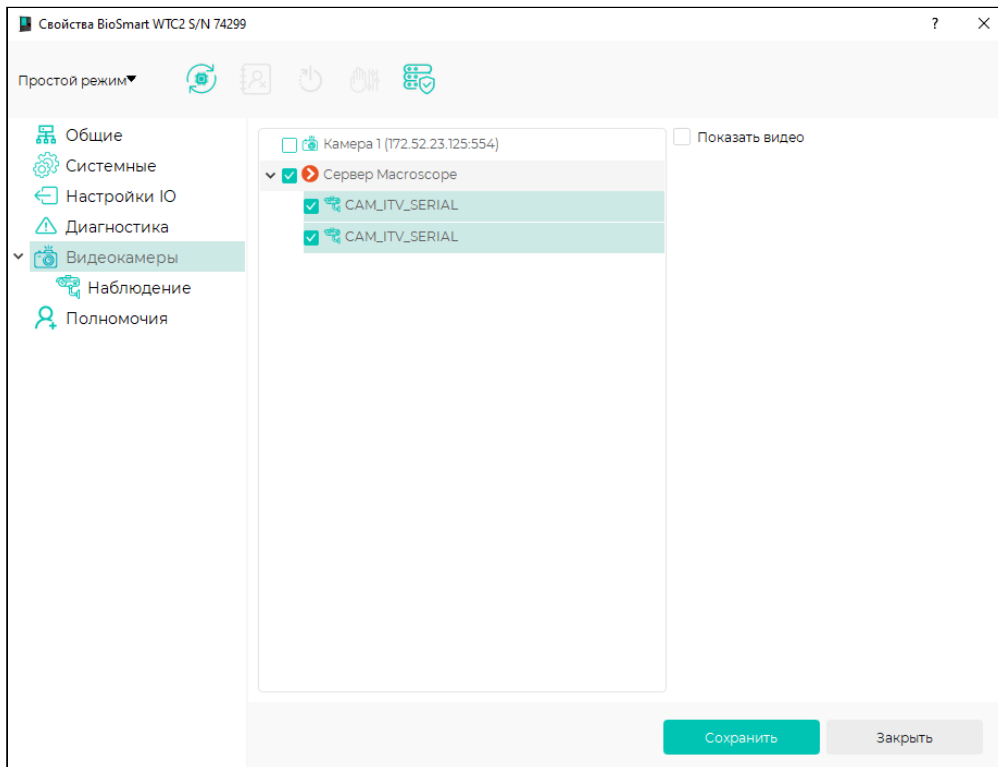 Свойства BioSmart WTC2 S/N 74299
?
Простой режим
Общие
Системные
Настройки IO
Диагностика
Видеокамеры
Наблюдение
Полномочия
Камера 1 (172.52.23.125:554)
Сервер Macroscope
CAM_ITV_SERIAL
CAM_ITV_SERIAL
Показать видео
Сохранить
Закрыть